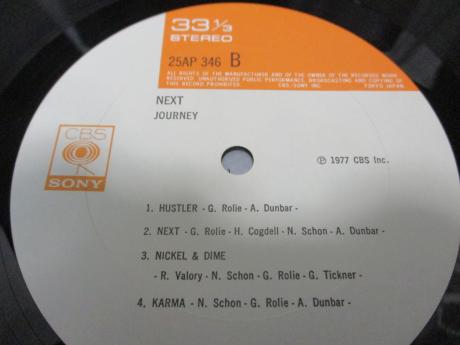 33 1/3
STEREO
25AP 346 B
ALL RIGHTS OF THE MANUFACTURER AND OF THE OWNER OF THE RECORDED WORK
RESERVED. UNAUTHORIZED PUBLIC PERFORMANCE, BROADCASTING AND COPYING OF
THIS RECORD PROHIBITED. CBS/SONY INC. TOKYO JAPAN
NEXT
JOURNEY
CBS
SONY
℗ 1977 CBS Inc.
1. HUSTLER - G. Rolie - A. Dunbar -
2. NEXT - G. Rolie - H. Cogdell - N. Schon - A. Dunbar -
3. NICKEL & DIME
- R. Valory - N. Schon - G. Rolie - G. Tickner -
4. KARMA - N. Schon - G. Rolie - A. Dunbar -